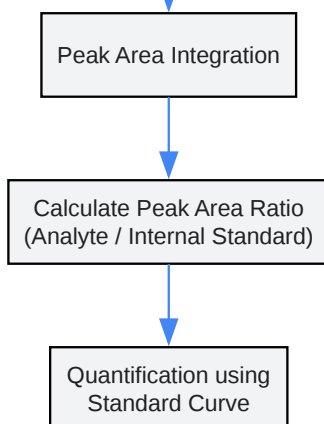 Peak Area Integration
Calculate Peak Area Ratio
(Analyte / Internal Standard)
Quantification using
Standard Curve